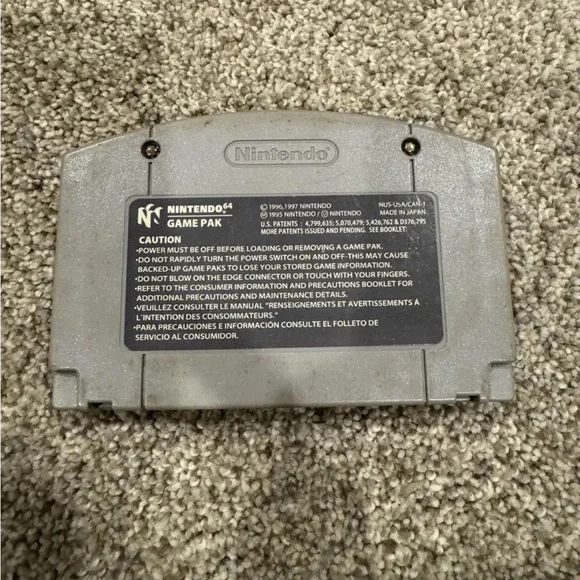 Nintendo
NINTENDO64
GAME PAK
©1996,1997 NINTENDO
Ⓜ 1995 NINTENDO / Ⓓ NINTENDO
NUS-USA/CAN-1
MADE IN JAPAN
U.S. PATENTS : 4,799,635; 5,070,479; 5,426,762 & D376,795
MORE PATENTS ISSUED AND PENDING. SEE BOOKLET.
CAUTION
•POWER MUST BE OFF BEFORE LOADING OR REMOVING A GAME PAK.
•DO NOT RAPIDLY TURN THE POWER SWITCH ON AND OFF-THIS MAY CAUSE
BACKED-UP GAME PAKS TO LOSE YOUR STORED GAME INFORMATION.
•DO NOT BLOW ON THE EDGE CONNECTOR OR TOUCH WITH YOUR FINGERS.
•REFER TO THE CONSUMER INFORMATION AND PRECAUTIONS BOOKLET FOR
ADDITIONAL PRECAUTIONS AND MAINTENANCE DETAILS.
•VEUILLEZ CONSULTER LE MANUAL "RENSEIGNEMENTS ET AVERTISSEMENTS Á
L'INTENTION DES CONSOMMATEURS."
•PARA PRECAUCIONES E INFORMACIÓN CONSULTE EL FOLLETO DE
SERVICIO AL CONSUMIDOR.